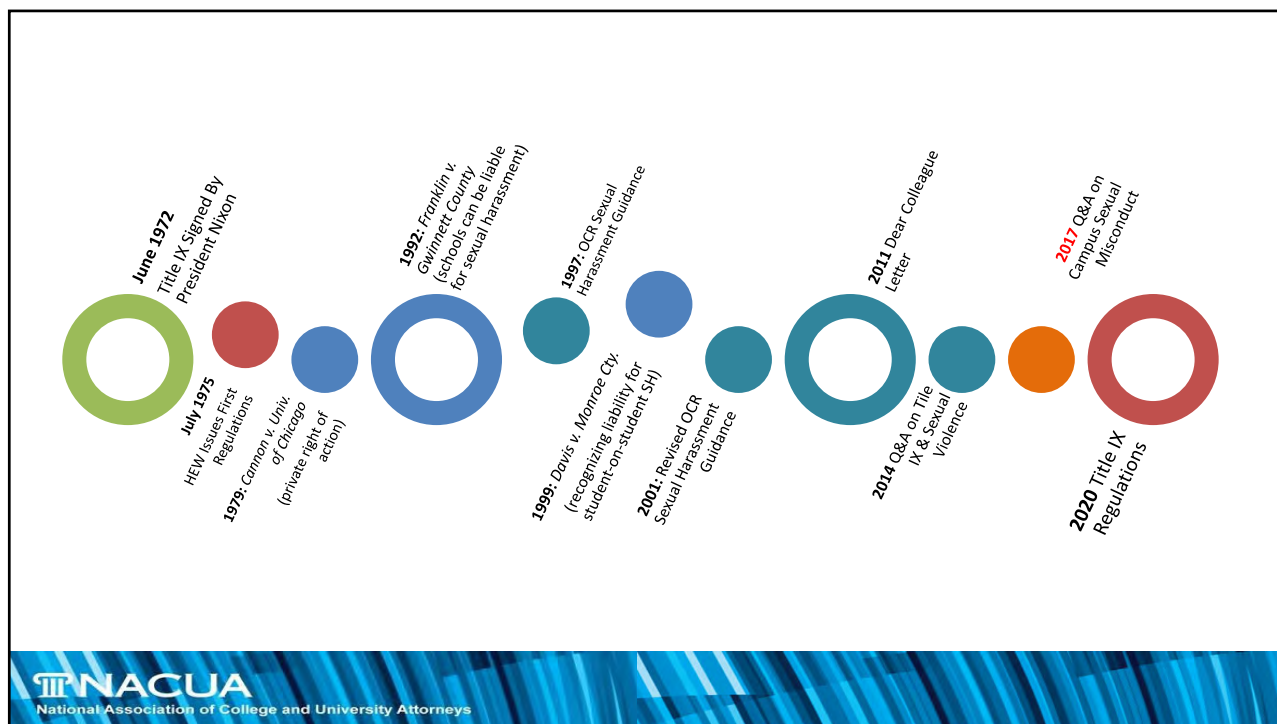 June 1972
Title IX Signed By
President Nixon
July 1975
HEW Issues First
Regulations
1979: Cannon v. Univ.
of Chicago
(private right of
action)
1992: Franklin v.
Gwinnett County
(schools can be liable
for sexual harassment)
1997: OCR Sexual
Harassment Guidance
1999: Davis v. Monroe Cty.
(recognizing liability for
student-on-student SH)
2001: Revised OCR
Sexual Harassment
Guidance
2011 Dear Colleague
Letter
2014 Q&A on Tile
IX & Sexual
Violence
2017 Q&A on
Campus Sexual
Misconduct
2020 Title IX
Regulations
NACUA
National Association of College and University Attorneys